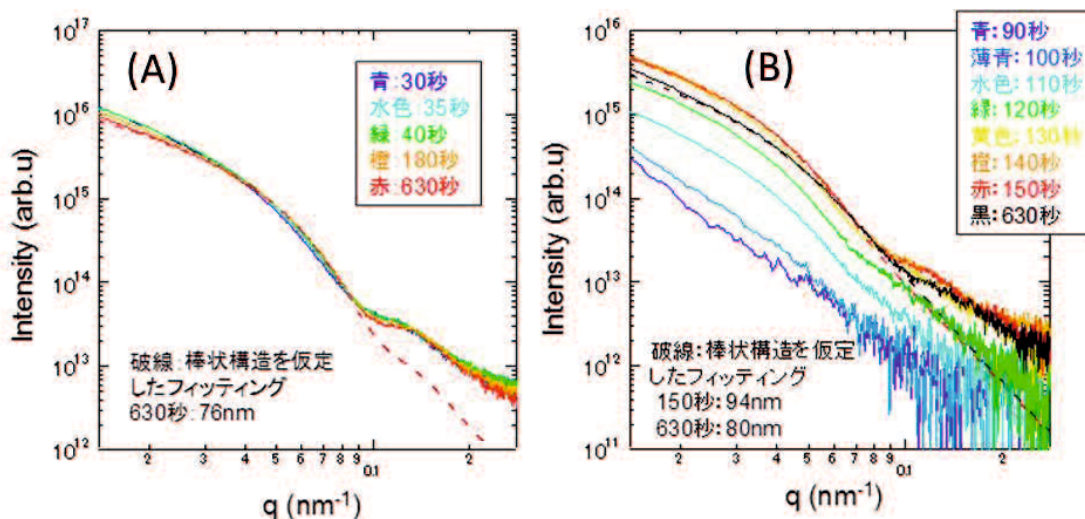 (A)
10^17
10^16
10^15
10^14
10^13
10^12
Intensity (arb.u)
青：30秒
水色：35秒
緑：40秒
橙：180秒
赤：630秒
破線：棒状構造を仮定
したフィッティング
630秒：76nm
2 3 4 5 6 7 8 9 0.1 2
q (nm^-1)
(B)
10^16
10^15
10^14
10^13
10^12
10^11
Intensity (arb.u)
青：90秒
薄青：100秒
水色：110秒
緑：120秒
黄色：130秒
橙：140秒
赤：150秒
黒：630秒
破線：棒状構造を仮定
したフィッティング
150秒：94nm
630秒：80nm
2 3 4 5 6 7 8 9 0.1 2
q (nm^-1)